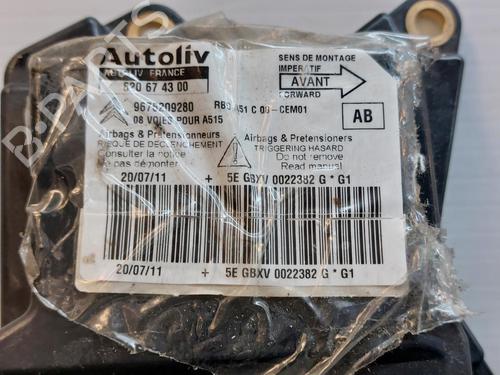 Autoliv
AUTOLIV FRANCE
620 67 43 00
SENS DE MONTAGE
IMPERATIF
AVANT
FORWARD
9675209280
08 VOIES POUR A515
AB
Airbags & Pretensionneurs
RISQUE DE DECLENCHEMENT
Consulter la notice
Ne pas démonter
Airbags & Pretensioners
TRIGGERING HASARD
Do not remove
Read manual
20/07/11 + 5E GBXV 0022382 G * G1
20/07/11 + 5E GBXV 0022382 G * G1